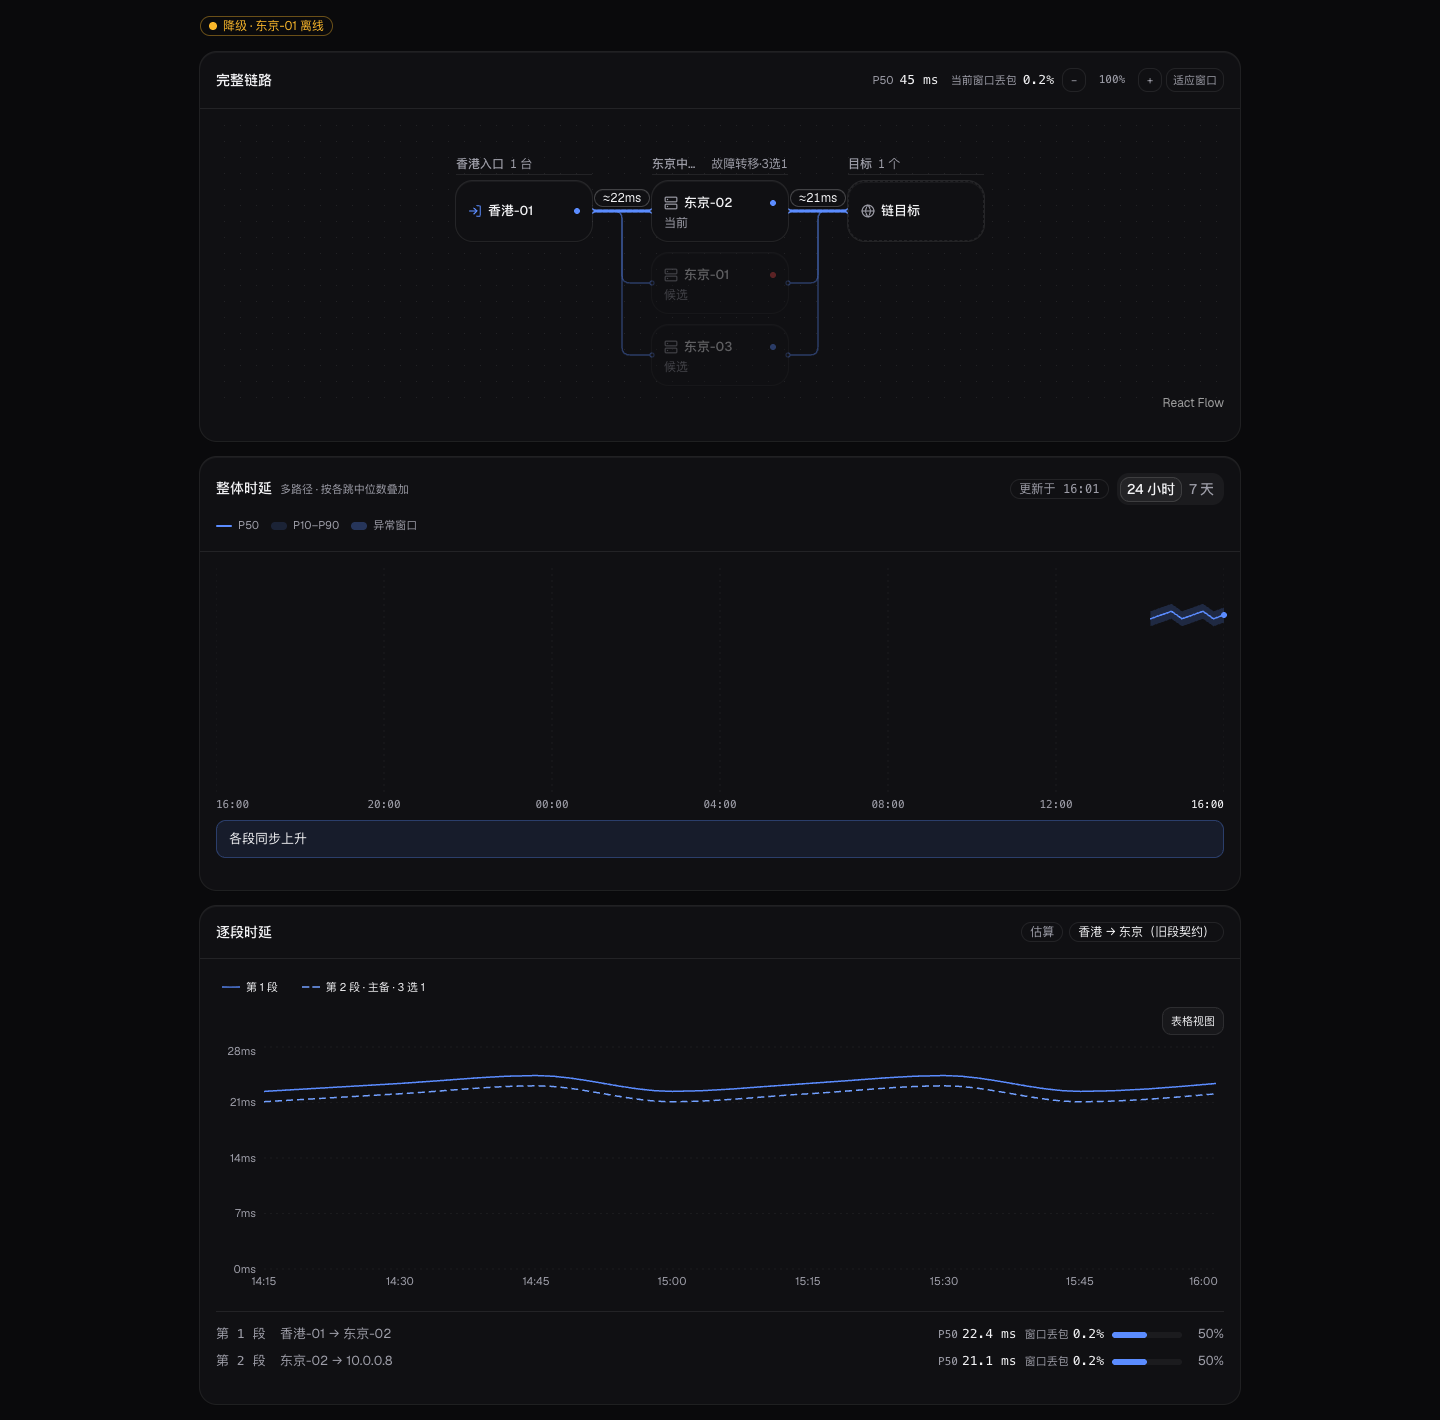 降级 · 东京-01 离线
完整链路
P50 45 ms 当前窗口丢包 0.2% − 100% + 适应窗口
香港入口 1 台
东京中... 故障转移·3选1
目标 1 个
香港-01
≈22ms
东京-02
当前
≈21ms
链目标
东京-01
候选
东京-03
候选
React Flow
整体时延 多路径 · 按各跳中位数叠加
更新于 16:01 24 小时 7 天
P50 P10–P90 异常窗口
16:00 20:00 00:00 04:00 08:00 12:00 16:00
各段同步上升
逐段时延
估算 香港 → 东京（旧段契约）
第 1 段 第 2 段 · 主备 · 3 选 1
表格视图
28ms
21ms
14ms
7ms
0ms
14:15 14:30 14:45 15:00 15:15 15:30 15:45 16:00
第 1 段 香港-01 → 东京-02 P50 22.4 ms 窗口丢包 0.2% 50%
第 2 段 东京-02 → 10.0.0.8 P50 21.1 ms 窗口丢包 0.2% 50%